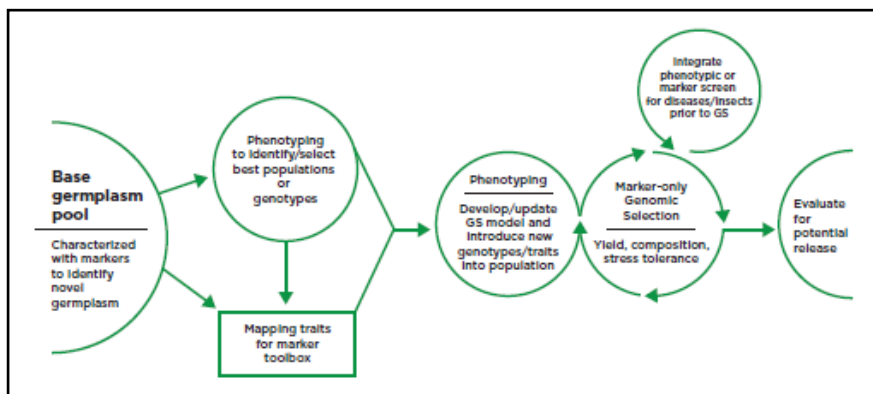 Base
germplasm
pool
Characterized
with markers
to identify
novel
germplasm
Phenotyping
to identify/select
best populations
or
genotypes
Mapping traits
for marker
toolbox
Phenotyping
Develop/update
GS model and
introduce new
genotypes/traits
into population
Integrate
phenotypic or
marker screen
for diseases/insects
prior to GS
Marker-only
Genomic
Selection
Yield, composition,
stress tolerance
Evaluate
for
potential
release